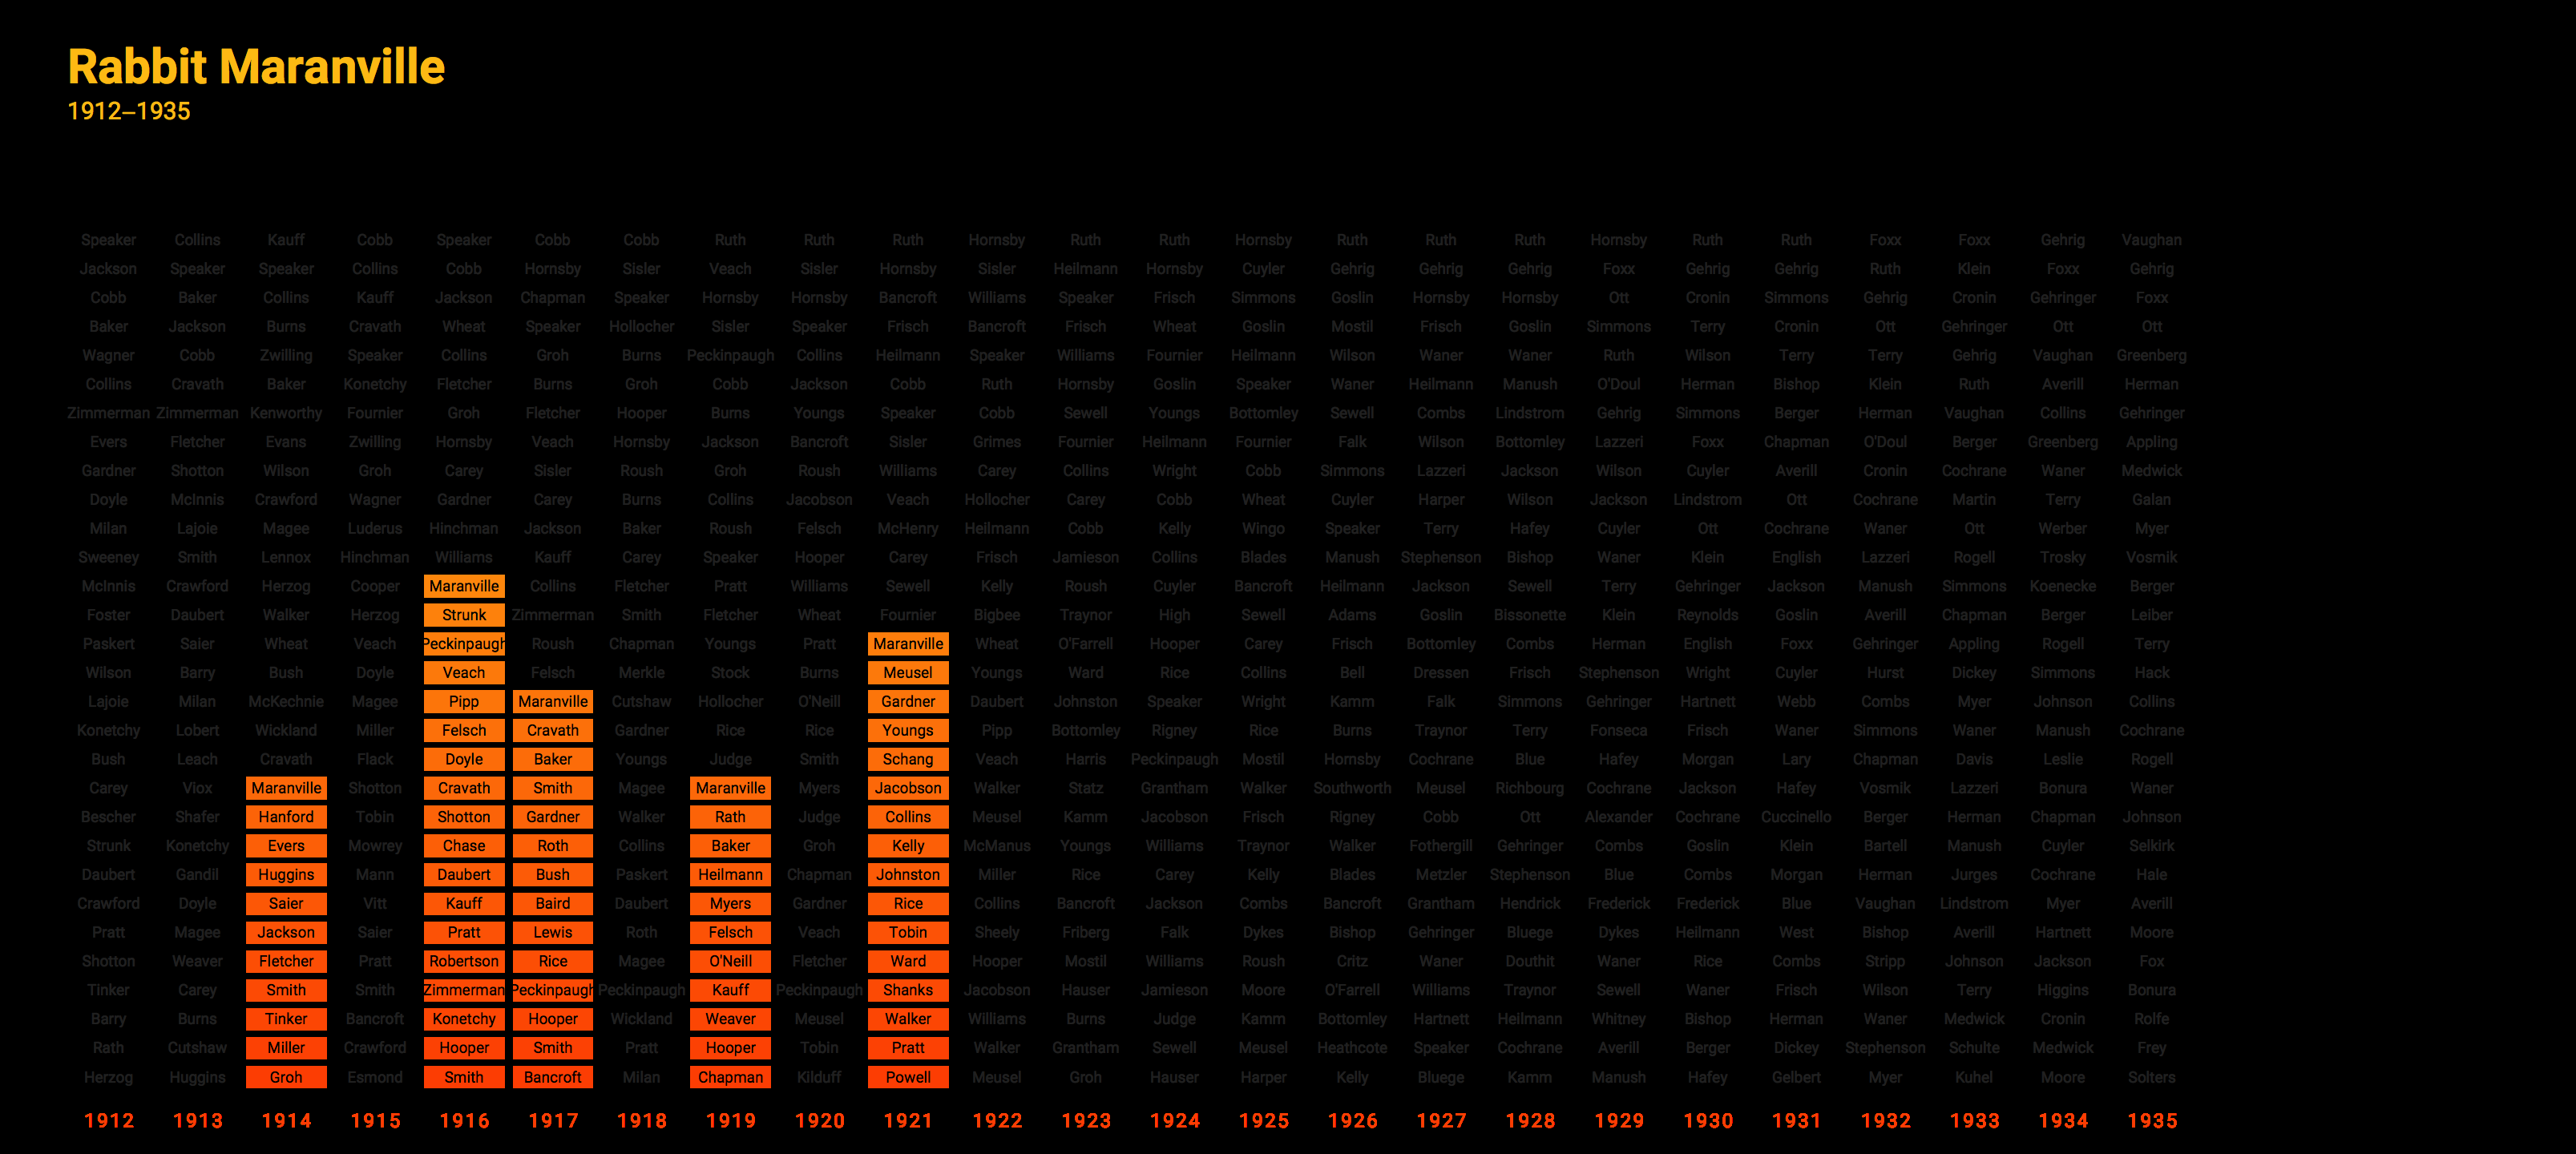 Rabbit Maranville
1912–1935
Speaker Collins Kauff Cobb Speaker Cobb Cobb Ruth Ruth Ruth Hornsby Ruth Ruth Hornsby Ruth Ruth Ruth Hornsby Ruth Ruth Foxx Foxx Gehrig Vaughan
Jackson Speaker Speaker Collins Cobb Hornsby Sisler Veach Sisler Hornsby Sisler Heilmann Hornsby Cuyler Gehrig Gehrig Gehrig Foxx Gehrig Gehrig Ruth Klein Foxx Gehrig
Cobb Baker Collins Kauff Jackson Chapman Speaker Hornsby Hornsby Bancroft Williams Speaker Frisch Simmons Goslin Hornsby Hornsby Ott Cronin Simmons Gehrig Cronin Gehringer Foxx
Baker Jackson Burns Cravath Wheat Speaker Hollocher Sisler Speaker Frisch Bancroft Frisch Wheat Goslin Mostil Frisch Goslin Simmons Terry Cronin Ott Gehringer Ott Ott
Wagner Cobb Zwilling Speaker Collins Groh Burns Peckinpaugh Collins Heilmann Speaker Williams Fournier Heilmann Wilson Waner Waner Ruth Wilson Terry Terry Gehrig Vaughan Greenberg
Collins Cravath Baker Konetchy Fletcher Burns Groh Cobb Jackson Cobb Ruth Hornsby Goslin Speaker Waner Heilmann Manush O'Doul Herman Bishop Klein Ruth Averill Herman
Zimmerman Zimmerman Kenworthy Fournier Groh Fletcher Hooper Burns Youngs Speaker Cobb Sewell Youngs Bottomley Sewell Combs Lindstrom Gehrig Simmons Berger Herman Vaughan Collins Gehringer
Evers Fletcher Evans Zwilling Hornsby Veach Hornsby Jackson Bancroft Sisler Grimes Fournier Heilmann Fournier Falk Wilson Bottomley Lazzeri Foxx Chapman O'Doul Berger Greenberg Appling
Gardner Shotton Wilson Groh Carey Sisler Roush Groh Roush Williams Carey Collins Wright Cobb Simmons Lazzeri Jackson Wilson Cuyler Averill Cronin Cochrane Waner Medwick
Doyle McInnis Crawford Wagner Gardner Carey Burns Collins Jacobson Veach Hollocher Carey Cobb Wheat Cuyler Harper Wilson Jackson Lindstrom Ott Cochrane Martin Terry Galan
Milan Lajoie Magee Luderus Hinchman Jackson Baker Roush Felsch McHenry Heilmann Cobb Kelly Wingo Speaker Terry Hafey Cuyler Ott Cochrane Waner Ott Werber Myer
Sweeney Smith Lennox Hinchman Williams Kauff Carey Speaker Hooper Carey Frisch Jamieson Collins Blades Manush Stephenson Bishop Waner Klein English Lazzeri Rogell Trosky Vosmik
McInnis Crawford Herzog Cooper Maranville Collins Fletcher Pratt Williams Sewell Kelly Roush Cuyler Bancroft Heilmann Jackson Sewell Terry Gehringer Jackson Manush Simmons Koenecke Berger
Foster Daubert Walker Herzog Strunk Zimmerman Smith Fletcher Wheat Fournier Bigbee Traynor High Sewell Adams Goslin Bissonette Klein Reynolds Goslin Averill Chapman Berger Leiber
Paskert Saier Wheat Veach Peckinpaugh Roush Chapman Youngs Pratt Maranville Wheat O'Farrell Hooper Carey Frisch Bottomley Combs Herman English Foxx Gehringer Appling Rogell Terry
Wilson Barry Bush Doyle Veach Felsch Merkle Stock Burns Meusel Youngs Ward Rice Collins Bell Dressen Frisch Stephenson Wright Cuyler Hurst Dickey Simmons Hack
Lajoie Milan McKechnie Magee Pipp Maranville Cutshaw Hollocher O'Neill Gardner Daubert Johnston Speaker Wright Kamm Falk Simmons Gehringer Hartnett Webb Combs Myer Johnson Collins
Konetchy Lobert Wickland Miller Felsch Cravath Gardner Rice Rice Youngs Pipp Bottomley Rigney Rice Burns Traynor Terry Fonseca Frisch Waner Simmons Waner Manush Cochrane
Bush Leach Cravath Flack Doyle Baker Youngs Judge Smith Schang Veach Harris Peckinpaugh Mostil Hornsby Cochrane Blue Hafey Morgan Lary Chapman Davis Leslie Rogell
Carey Viox Maranville Shotton Cravath Smith Magee Maranville Myers Jacobson Walker Statz Grantham Walker Southworth Meusel Richbourg Cochrane Jackson Hafey Vosmik Lazzeri Bonura Waner
Bescher Shafer Hanford Tobin Shotton Gardner Walker Rath Judge Collins Meusel Kamm Jacobson Frisch Rigney Cobb Ott Alexander Cochrane Cuccinello Berger Herman Chapman Johnson
Strunk Konetchy Evers Mowrey Chase Roth Collins Baker Groh Kelly McManus Youngs Williams Traynor Walker Fothergill Gehringer Combs Goslin Klein Bartell Manush Cuyler Selkirk
Daubert Gandil Huggins Mann Daubert Bush Paskert Heilmann Chapman Johnston Miller Rice Carey Kelly Blades Metzler Stephenson Blue Combs Morgan Herman Jurges Cochrane Hale
Crawford Doyle Saier Vitt Kauff Baird Daubert Myers Gardner Rice Collins Bancroft Jackson Combs Bancroft Grantham Hendrick Frederick Frederick Blue Vaughan Lindstrom Myer Averill
Pratt Magee Jackson Saier Pratt Lewis Roth Felsch Veach Tobin Sheely Friberg Falk Dykes Bishop Gehringer Bluege Dykes Heilmann West Bishop Averill Hartnett Moore
Shotton Weaver Fletcher Pratt Robertson Rice Magee O'Neill Fletcher Ward Hooper Mostil Williams Roush Critz Waner Douthit Waner Rice Combs Stripp Johnson Jackson Fox
Tinker Carey Smith Smith Zimmerman Peckinpaugh Peckinpaugh Kauff Peckinpaugh Shanks Jacobson Hauser Jamieson Moore O'Farrell Williams Traynor Sewell Waner Frisch Wilson Terry Higgins Bonura
Barry Burns Tinker Bancroft Konetchy Hooper Wickland Weaver Meusel Walker Williams Burns Judge Kamm Bottomley Hartnett Heilmann Whitney Bishop Herman Waner Medwick Cronin Rolfe
Rath Cutshaw Miller Crawford Hooper Smith Pratt Hooper Tobin Pratt Walker Grantham Sewell Meusel Heathcote Speaker Cochrane Averill Berger Dickey Stephenson Schulte Medwick Frey
Herzog Huggins Groh Esmond Smith Bancroft Milan Chapman Kilduff Powell Meusel Groh Hauser Harper Kelly Bluege Kamm Manush Hafey Gelbert Myer Kuhel Moore Solters
1912 1913 1914 1915 1916 1917 1918 1919 1920 1921 1922 1923 1924 1925 1926 1927 1928 1929 1930 1931 1932 1933 1934 1935